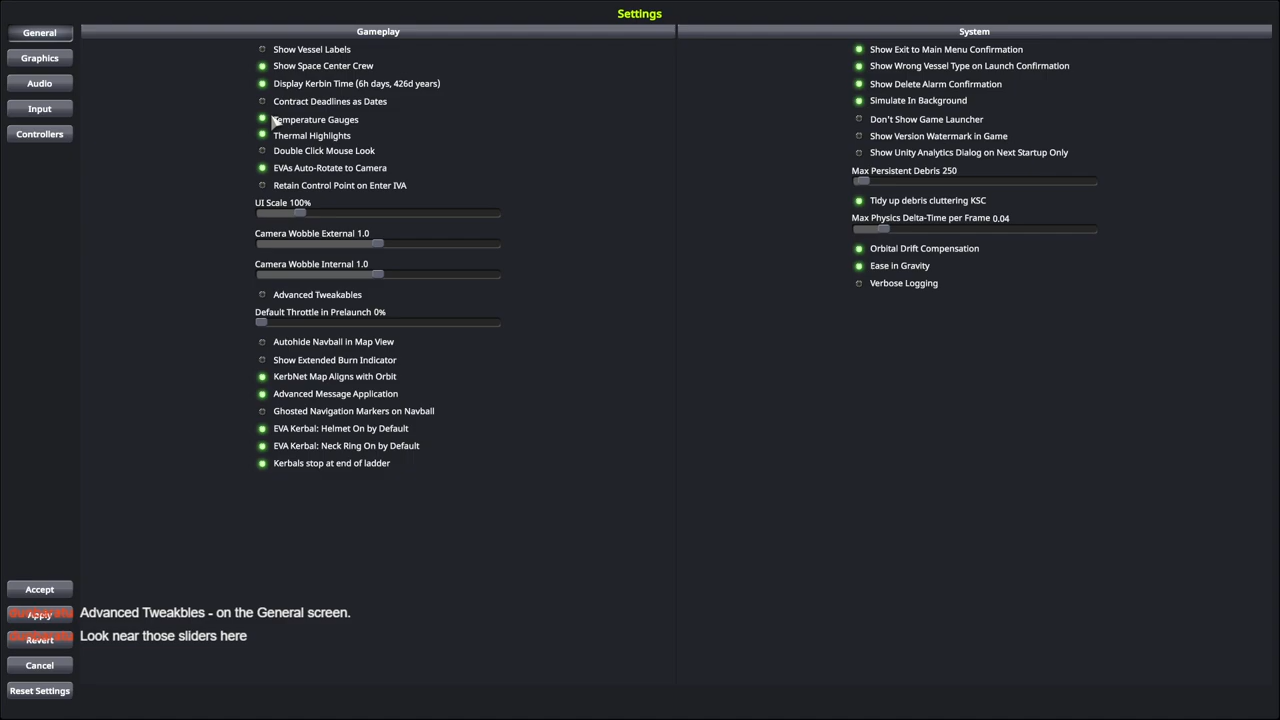 Settings
General
Graphics
Audio
Input
Controllers
Gameplay
Show Vessel Labels
Show Space Center Crew
Display Kerbin Time (6h days, 426d years)
Contract Deadlines as Dates
Temperature Gauges
Thermal Highlights
Double Click Mouse Look
EVAs Auto-Rotate to Camera
Retain Control Point on Enter IVA
UI Scale 100%
Camera Wobble External 1.0
Camera Wobble Internal 1.0
Advanced Tweakables
Default Throttle in Prelaunch 0%
Autohide Navball in Map View
Show Extended Burn Indicator
KerbNet Map Aligns with Orbit
Advanced Message Application
Ghosted Navigation Markers on Navball
EVA Kerbal: Helmet On by Default
EVA Kerbal: Neck Ring On by Default
Kerbals stop at end of ladder
System
Show Exit to Main Menu Confirmation
Show Wrong Vessel Type on Launch Confirmation
Show Delete Alarm Confirmation
Simulate In Background
Don't Show Game Launcher
Show Version Watermark in Game
Show Unity Analytics Dialog on Next Startup Only
Max Persistent Debris 250
Tidy up debris cluttering KSC
Max Physics Delta-Time per Frame 0.04
Orbital Drift Compensation
Ease in Gravity
Verbose Logging
Accept
Apply
Advanced Tweakbles - on the General screen.
Revert
Look near those sliders here
Cancel
Reset Settings